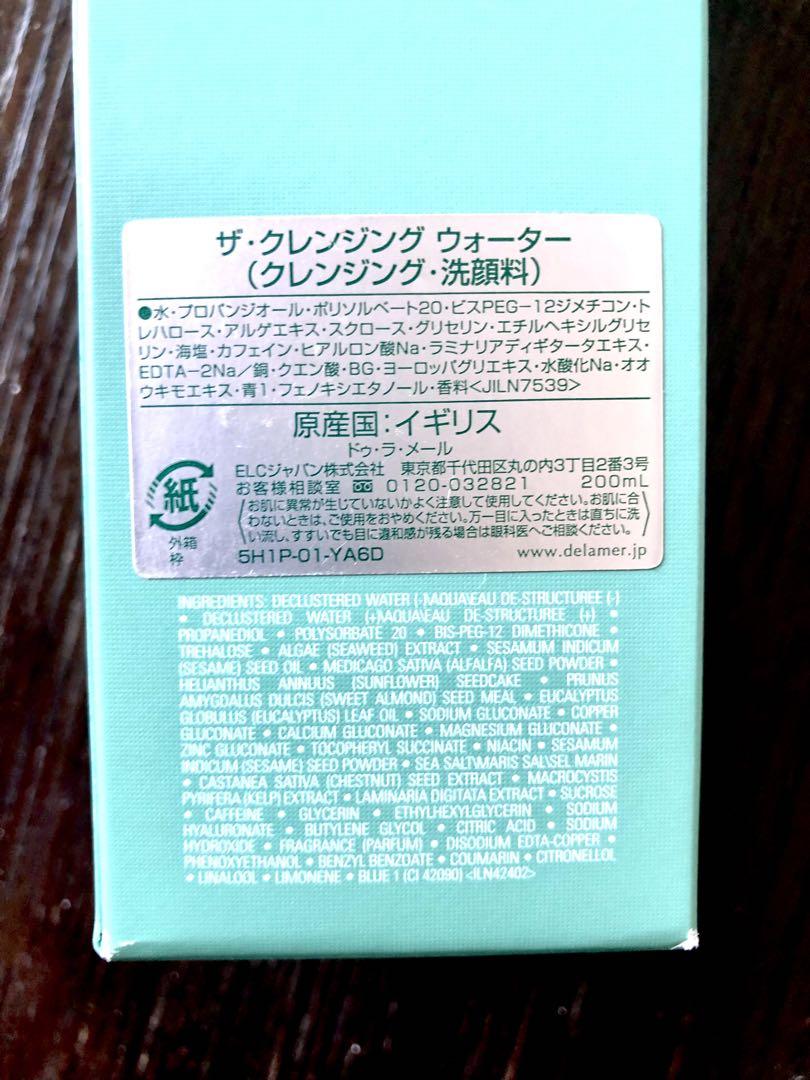 ザ・クレンジング ウォーター
(クレンジング・洗顔料)
●水・プロパンジオール・ポリソルベート20・ビスPEG-12ジメチコン・ト
レハロース・アルゲエキス・スクロース・グリセリン・エチルヘキシルグリセ
リン・海塩・カフェイン・ヒアルロン酸Na・ラミナリアディギタータエキス・
EDTA-2Na/銅・クエン酸・BG・ヨーロッパグリエキス・水酸化Na・オオ
ウキモエキス・青1・フェノキシエタノール・香料<JILN7539>
原産国:イギリス
ドゥ・ラ・メール
ELCジャパン株式会社 東京都千代田区丸の内3丁目2番3号
お客様相談室 0120-032821 200mL
お肌に異常が生じていないかよく注意して使用してください。お肌に合
わないときは、ご使用をおやめください。万一目に入ったときは直ちに洗
い流し、すすいでも目に違和感が残る場合は眼科医へご相談ください。
紙
外箱
枠
5H1P-01-YA6D www.delamer.jp
INGREDIENTS: DECLUSTERED WATER (-)\AQUA\EAU DE-STRUCTUREE (-)
• DECLUSTERED WATER (+)\AQUA\EAU DE-STRUCTUREE (+) •
PROPANEDIOL • POLYSORBATE 20 • BIS-PEG-12 DIMETHICONE •
TREHALOSE • ALGAE (SEAWEED) EXTRACT • SESAMUM INDICUM
(SESAME) SEED OIL • MEDICAGO SATIVA (ALFALFA) SEED POWDER •
HELIANTHUS ANNUUS (SUNFLOWER) SEEDCAKE • PRUNUS
AMYGDALUS DULCIS (SWEET ALMOND) SEED MEAL • EUCALYPTUS
GLOBULUS (EUCALYPTUS) LEAF OIL • SODIUM GLUCONATE • COPPER
GLUCONATE • CALCIUM GLUCONATE • MAGNESIUM GLUCONATE •
ZINC GLUCONATE • TOCOPHERYL SUCCINATE • NIACIN • SESAMUM
INDICUM (SESAME) SEED POWDER • SEA SALT\MARIS SAL\SEL MARIN
• CASTANEA SATIVA (CHESTNUT) SEED EXTRACT • MACROCYSTIS
PYRIFERA (KELP) EXTRACT • LAMINARIA DIGITATA EXTRACT • SUCROSE
• CAFFEINE • GLYCERIN • ETHYLHEXYLGLYCERIN • SODIUM
HYALURONATE • BUTYLENE GLYCOL • CITRIC ACID • SODIUM
HYDROXIDE • FRAGRANCE (PARFUM) • DISODIUM EDTA-COPPER •
PHENOXYETHANOL • BENZYL BENZOATE • COUMARIN • CITRONELLOL
• LINALOOL • LIMONENE • BLUE 1 (CI 42090) <ILN42402>